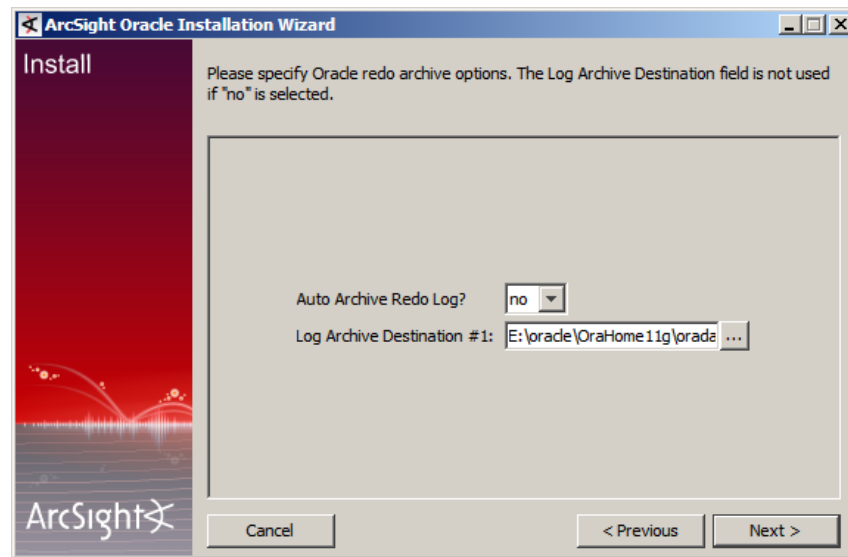 ArcSight Oracle Installation Wizard
Install
Please specify Oracle redo archive options. The Log Archive Destination field is not used
if "no" is selected.
Auto Archive Redo Log? no
Log Archive Destination #1: E:\oracle\OraHome11g\orada ...
ArcSight
Cancel < Previous Next >